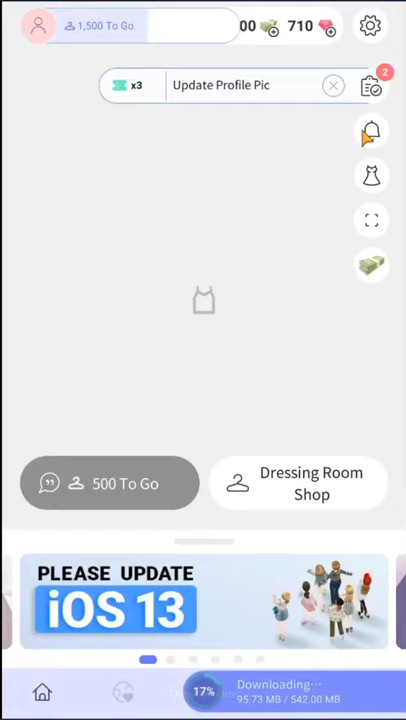 1,500 To Go
00
710
2
x3
Update Profile Pic
500 To Go
Dressing Room
Shop
PLEASE UPDATE
iOS 13
17%
Downloading…
95.73 MB / 542.00 MB